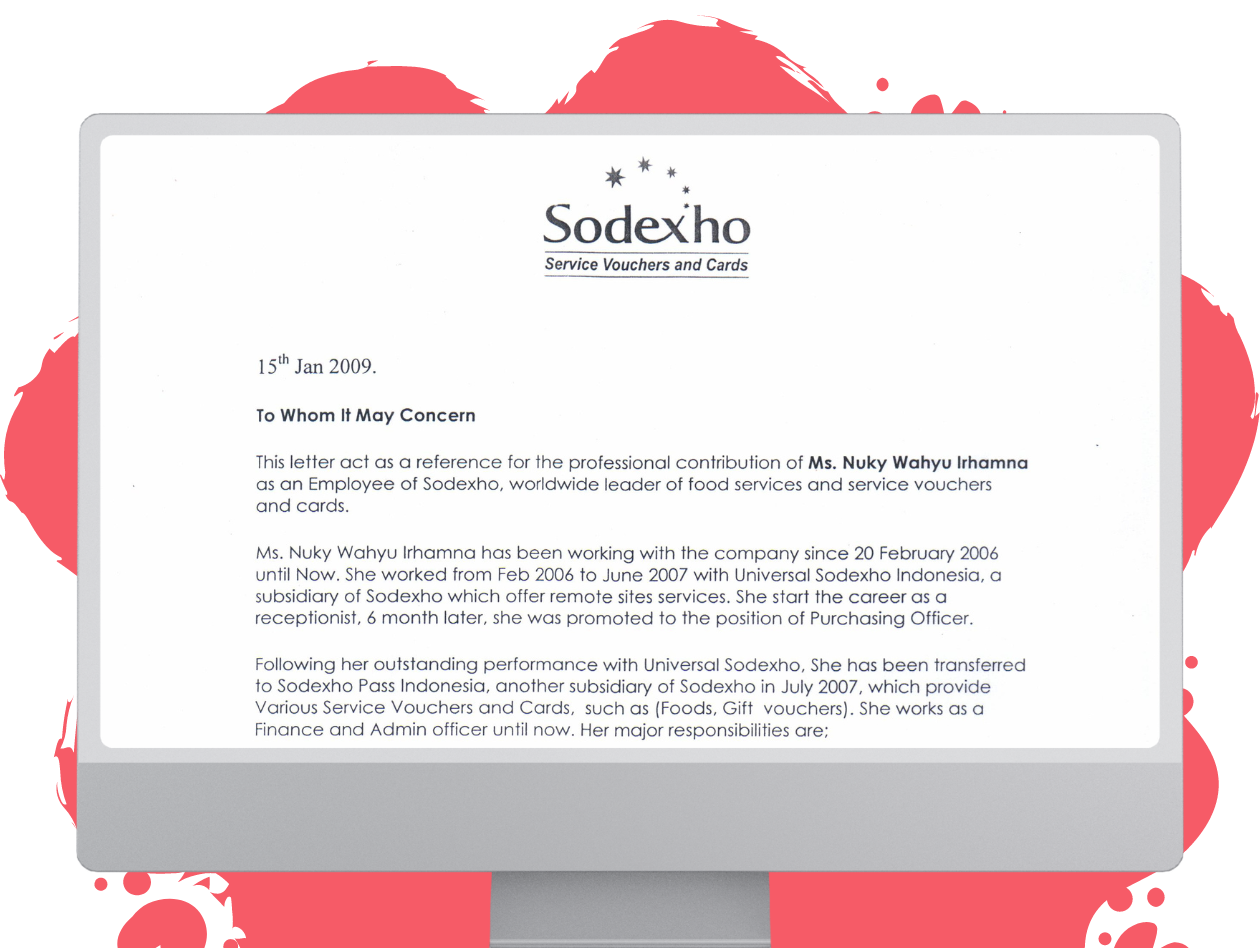 Sodexho
Service Vouchers and Cards
15th Jan 2009.
To Whom It May Concern
This letter act as a reference for the professional contribution of Ms. Nuky Wahyu Irhamna
as an Employee of Sodexho, worldwide leader of food services and service vouchers
and cards.
Ms. Nuky Wahyu Irhamna has been working with the company since 20 February 2006
until Now. She worked from Feb 2006 to June 2007 with Universal Sodexho Indonesia, a
subsidiary of Sodexho which offer remote sites services. She start the career as a
receptionist, 6 month later, she was promoted to the position of Purchasing Officer.
Following her outstanding performance with Universal Sodexho, She has been transferred
to Sodexho Pass Indonesia, another subsidiary of Sodexho in July 2007, which provide
Various Service Vouchers and Cards, such as (Foods, Gift vouchers). She works as a
Finance and Admin officer until now. Her major responsibilities are;